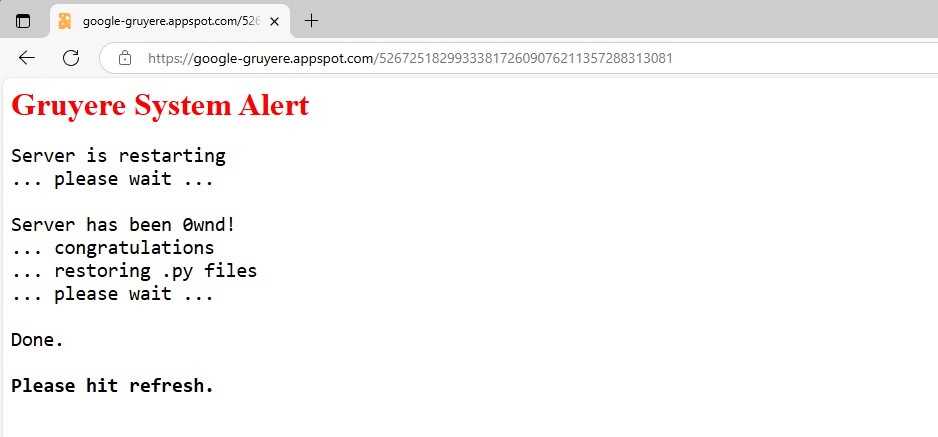 google-gruyere.appspot.com/526
https://google-gruyere.appspot.com/526725182993338172609076211357288313081
Gruyere System Alert
Server is restarting
... please wait ...
Server has been 0wnd!
... congratulations
... restoring .py files
... please wait ...
Done.
Please hit refresh.